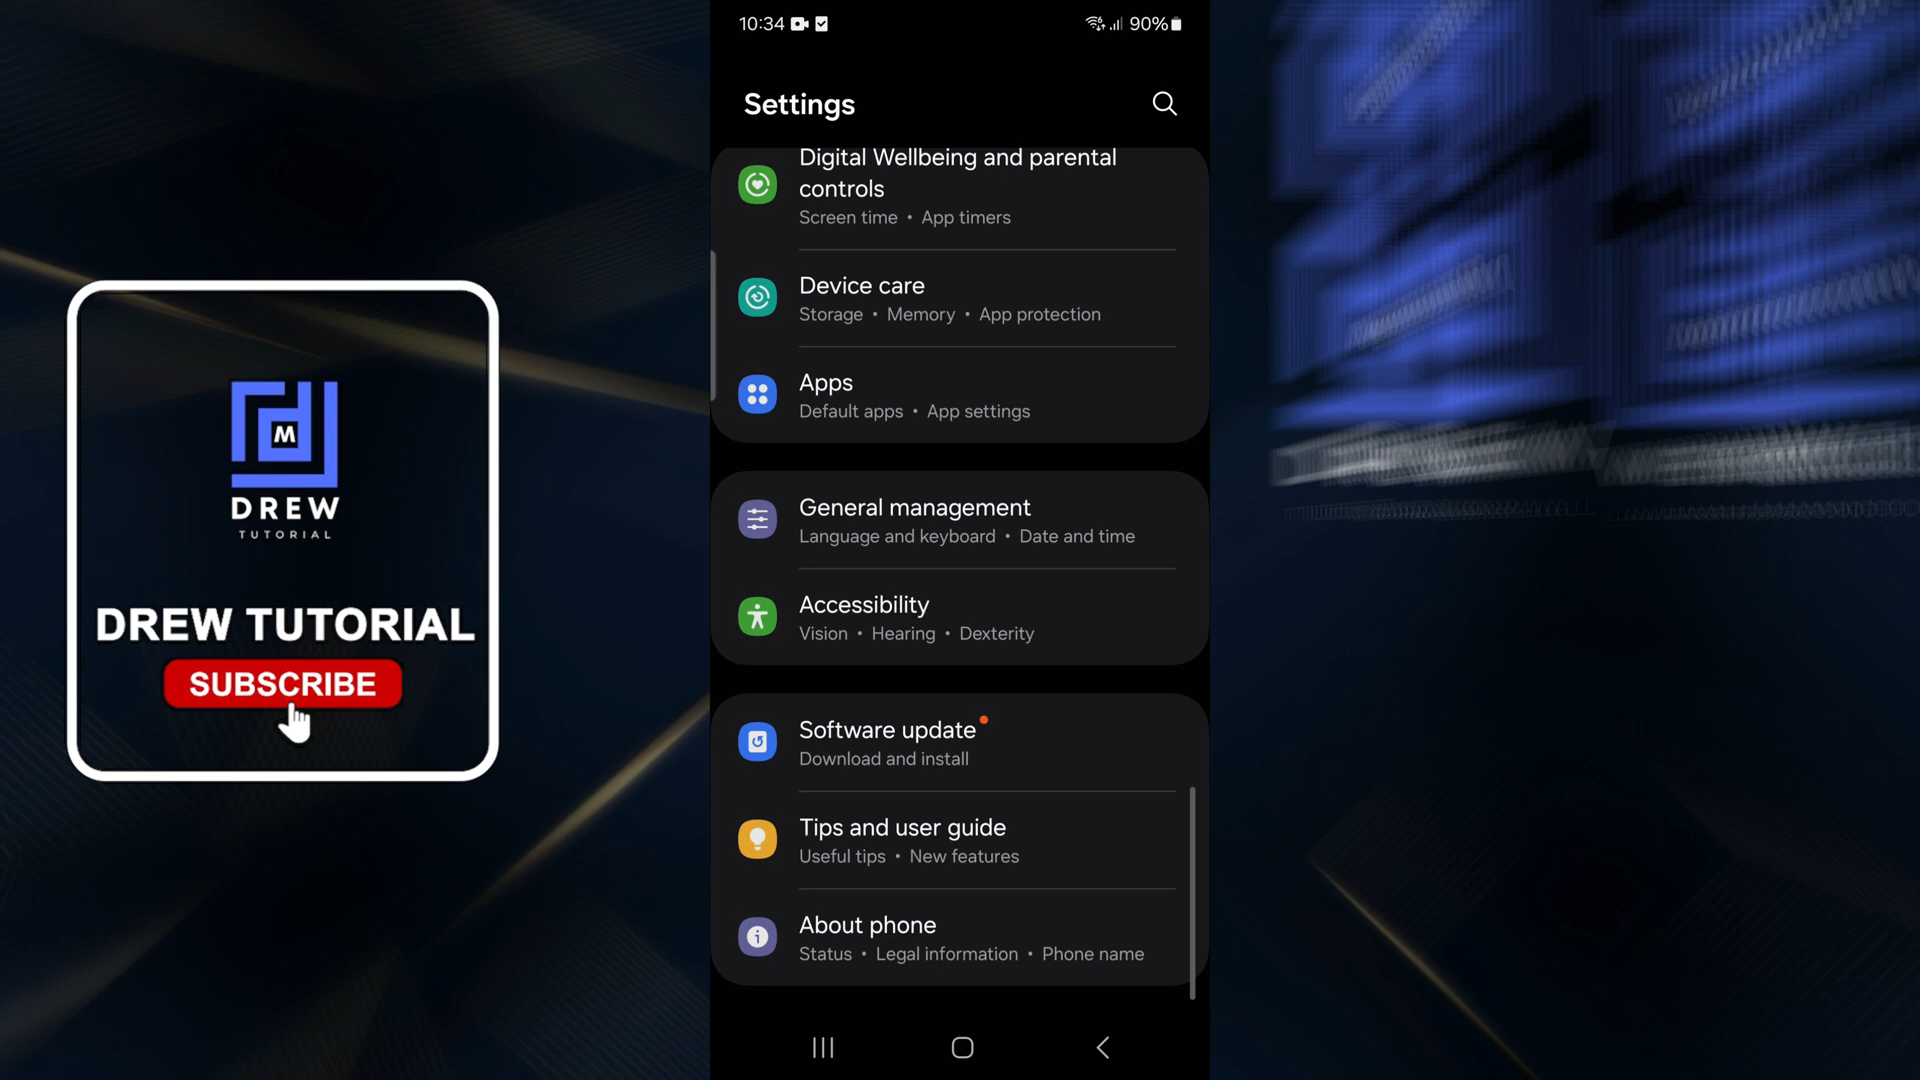 10:34
90%
Settings
Digital Wellbeing and parental
controls
Screen time • App timers
Device care
Storage • Memory • App protection
Apps
Default apps • App settings
General management
Language and keyboard • Date and time
Accessibility
Vision • Hearing • Dexterity
Software update
Download and install
Tips and user guide
Useful tips • New features
About phone
Status • Legal information • Phone name
M
DREW
TUTORIAL
DREW TUTORIAL
SUBSCRIBE